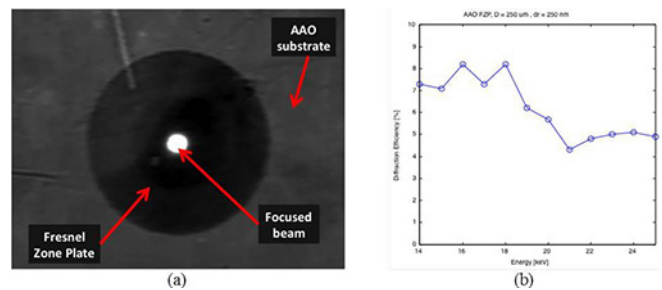 AAO
substrate
Fresnel
Zone Plate
Focused
beam
(a)
AAO FZP, D = 250 um , dr = 250 nm
Diffraction Efficiency [%]
10
9
8
7
6
5
4
3
2
1
0
14
16
18
20
22
24
Energy [keV]
(b)